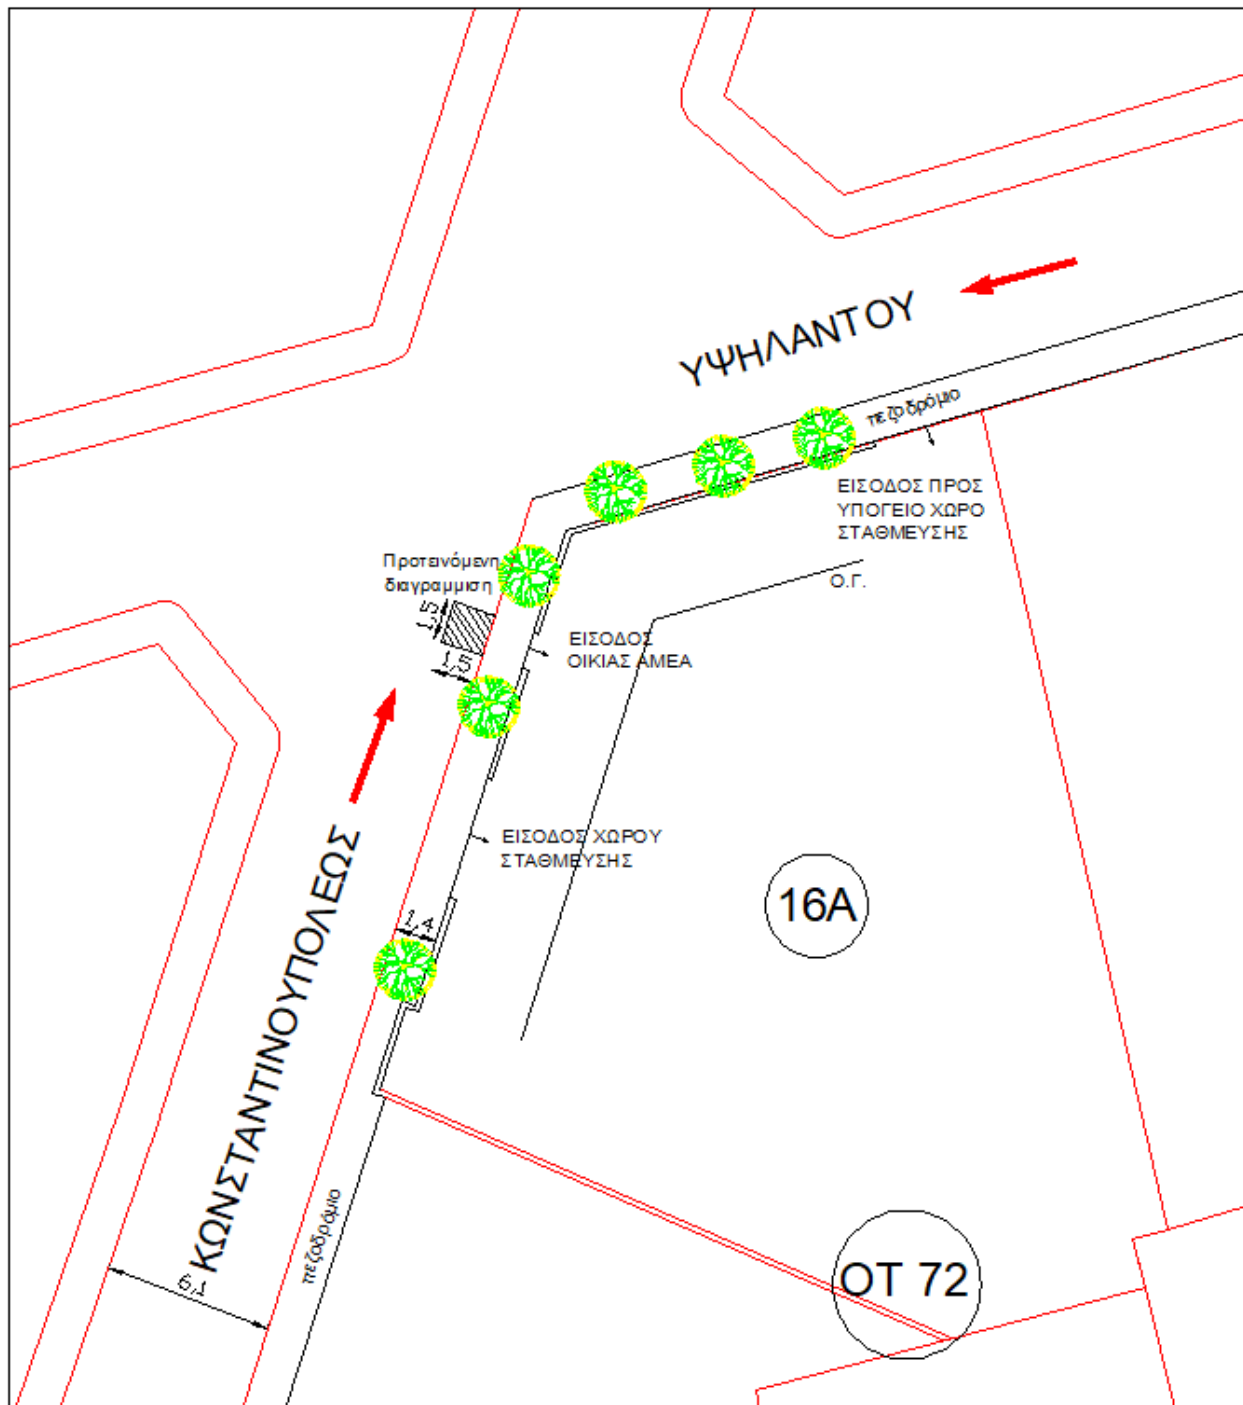 ΥΨΗΛΑΝΤΟΥ
πεζοδρόμιο
ΕΙΣΟΔΟΣ ΠΡΟΣ
ΥΠΟΓΕΙΟ ΧΩΡΟ
ΣΤΑΘΜΕΥΣΗΣ
Προτεινόμενη
διαγραμμιση
Ο.Γ.
1,5
1,5
ΕΙΣΟΔΟΣ
ΟΙΚΙΑΣ ΑΜΕΑ
ΕΙΣΟΔΟΣ ΧΩΡΟΥ
ΣΤΑΘΜΕΥΣΗΣ
16Α
1,4
ΚΩΝΣΤΑΝΤΙΝΟΥΠΟΛΕΩΣ
πεζοδρόμιο
6,1
ΟΤ 72